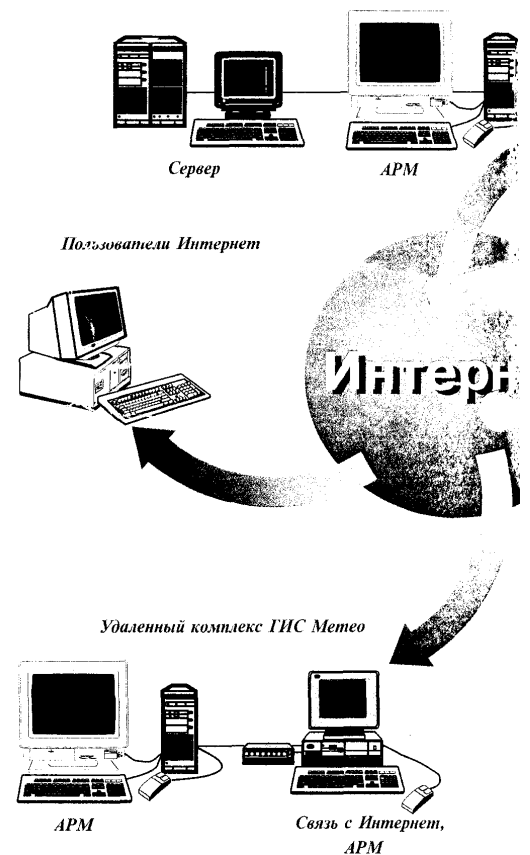 Сервер
АРМ
Пользователи Интернет
Интерн
Удаленный комплекс ГИС Метео
АРМ
Связь с Интернет,
АРМ